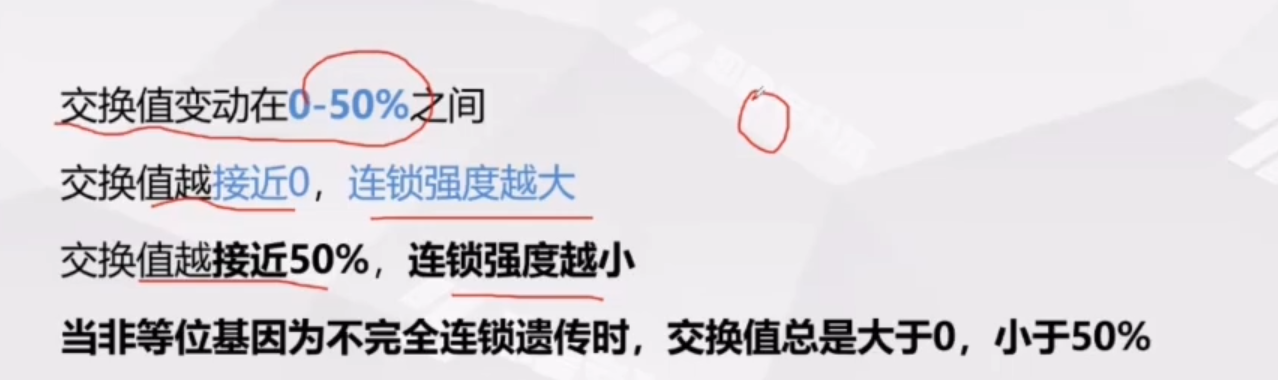 交换值变动在0-50%之间
交换值越接近0，连锁强度越大
交换值越接近50%，连锁强度越小
当非等位基因为不完全连锁遗传时，交换值总是大于0，小于50%